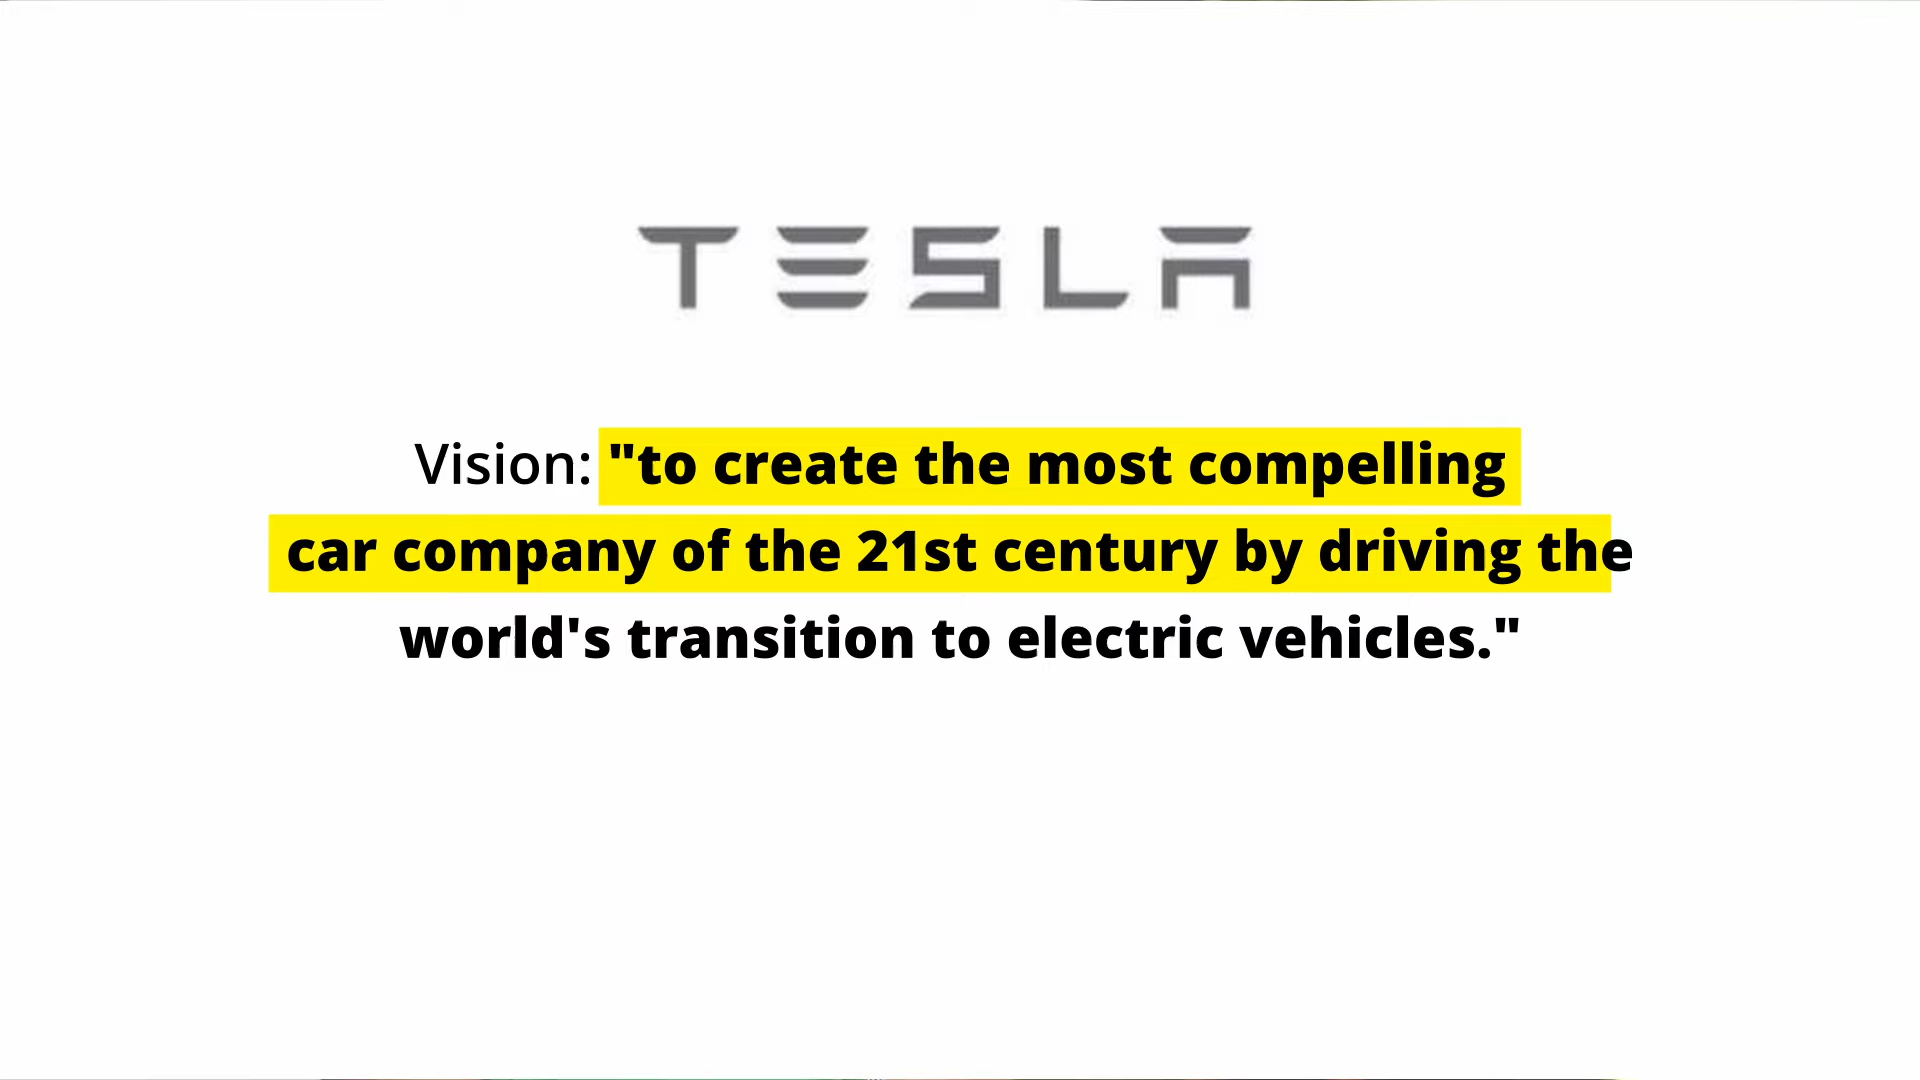 TESLA
Vision: "to create the most compelling
car company of the 21st century by driving the
world's transition to electric vehicles."